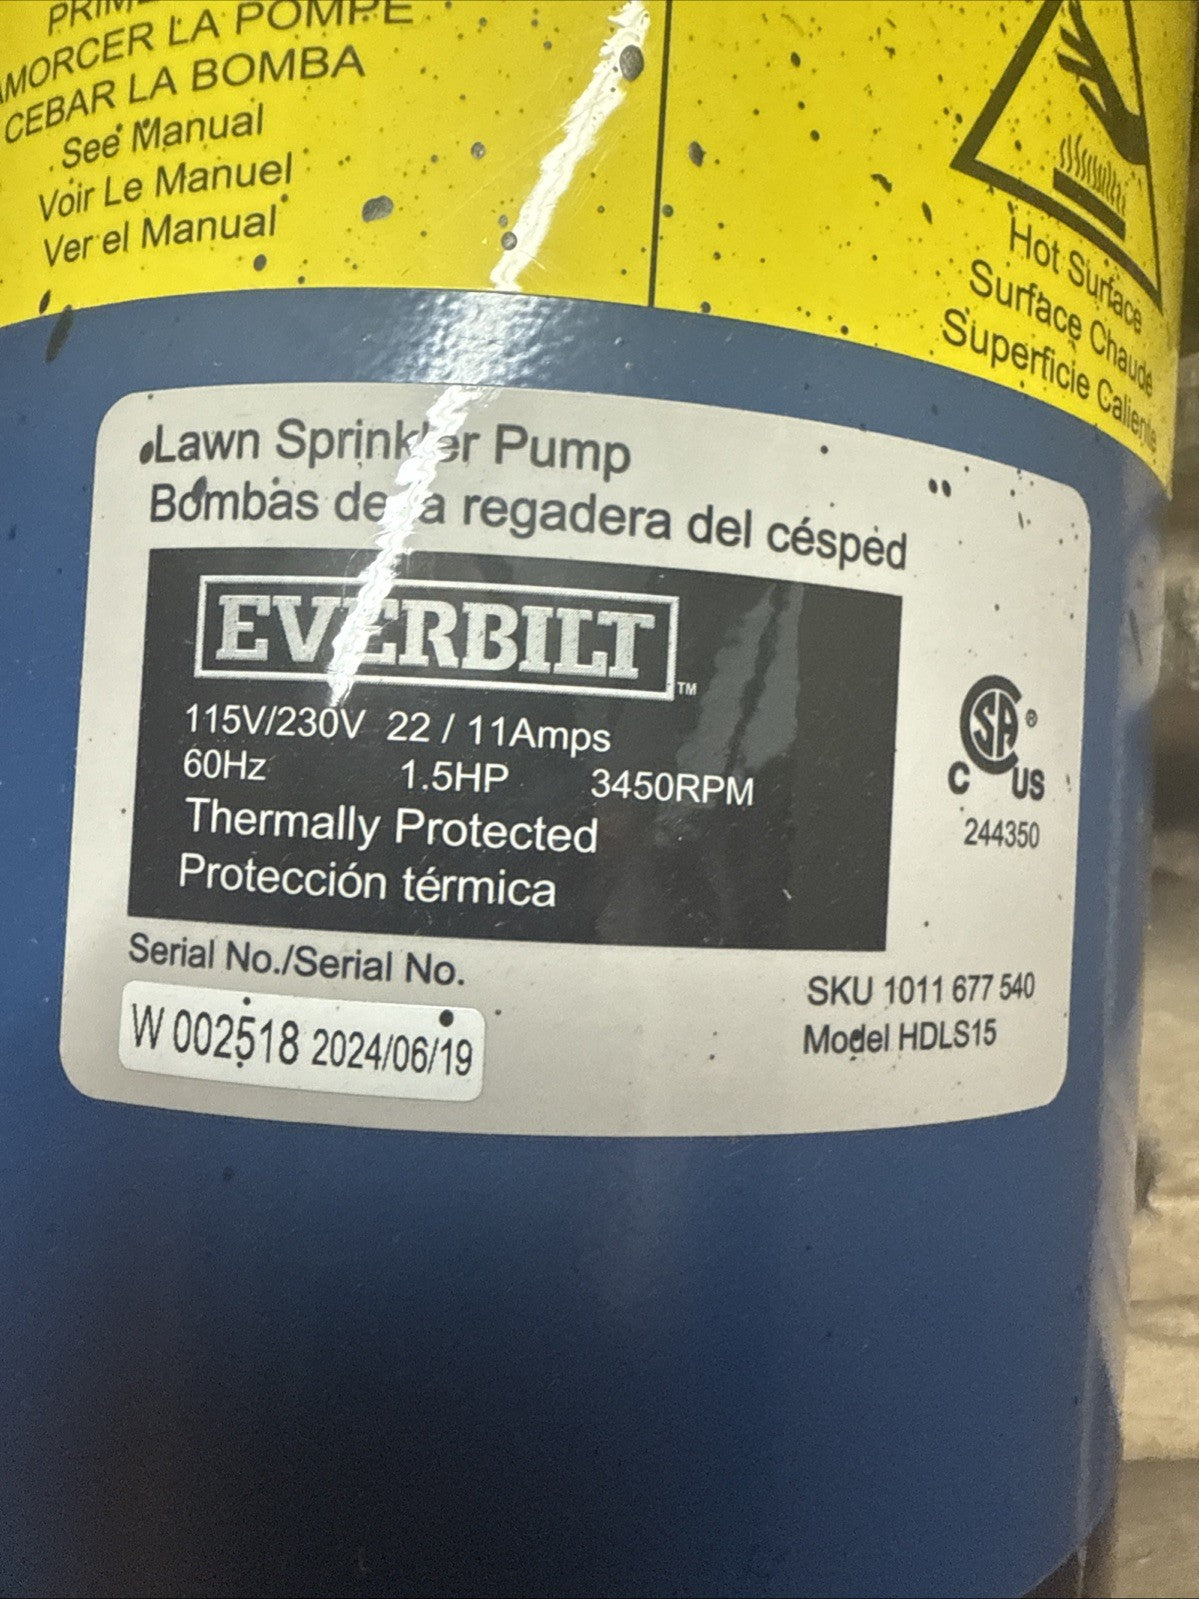 AMORCER LA POMPE
CEBAR LA BOMBA
See Manual
Voir Le Manuel
Ver el Manual
Hot Surface
Surface Chaude
Superficie Caliente
Lawn Sprinkler Pump
Bombas de la regadera del césped
EVERBILT
TM
115V/230V 22 / 11Amps
60Hz 1.5HP 3450RPM
Thermally Protected
Protección térmica
SA ®
C US
244350
Serial No./Serial No.
W 002518 2024/06/19
SKU 1011 677 540
Model HDLS15